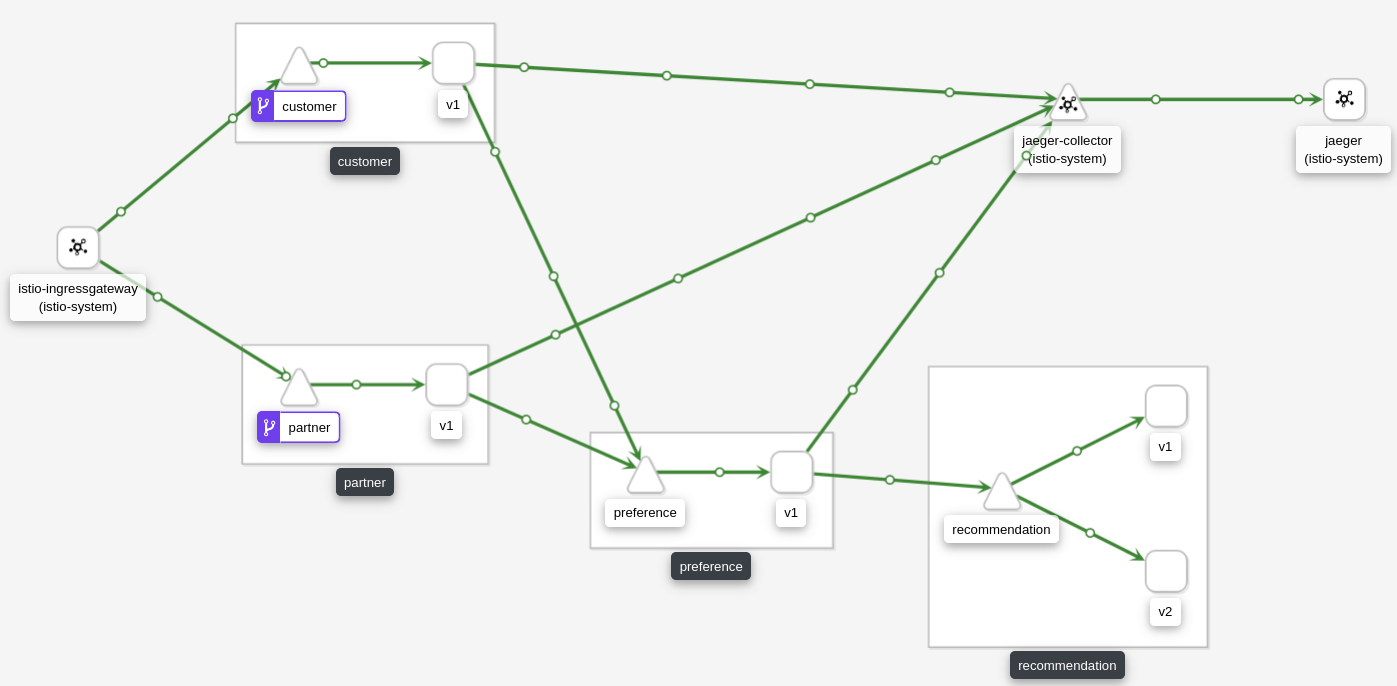 customer
v1
customer
jaeger-collector
(istio-system)
jaeger
(istio-system)
istio-ingressgateway
(istio-system)
partner
v1
partner
preference
v1
preference
recommendation
v1
v2
recommendation